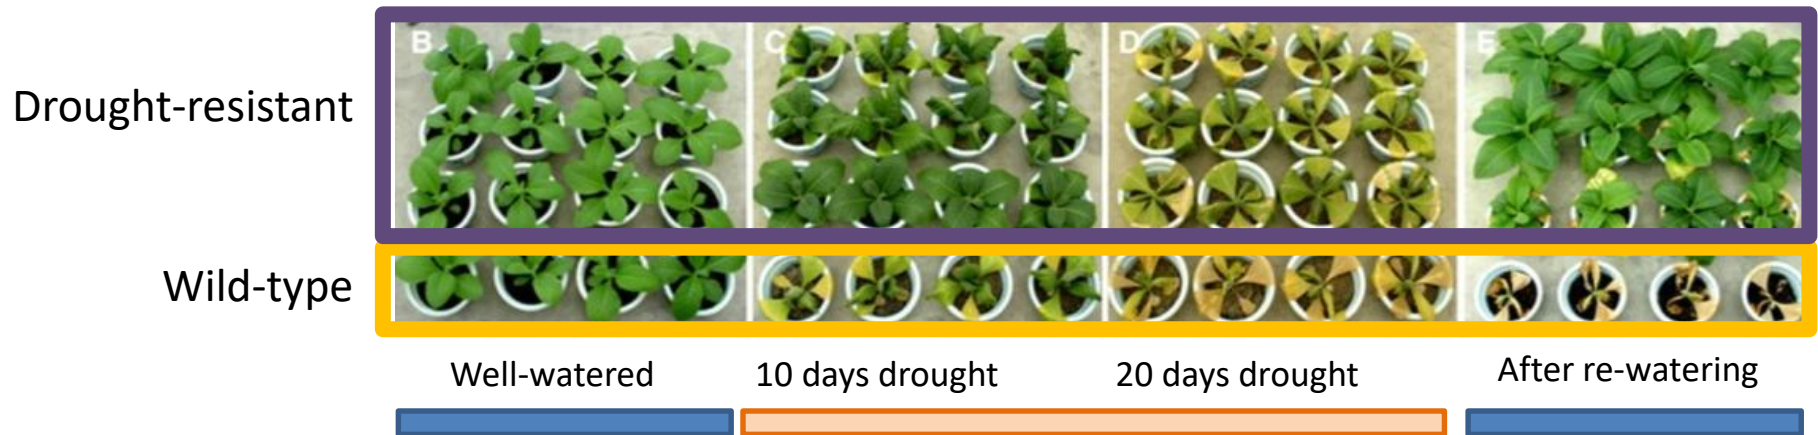 B
C
D
E
Drought-resistant
Wild-type
Well-watered
10 days drought
20 days drought
After re-watering